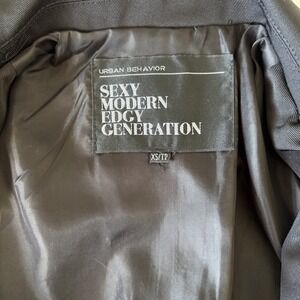 URBAN BEHAVIOR
SEXY
MODERN
EDGY
GENERATION
XS/TP